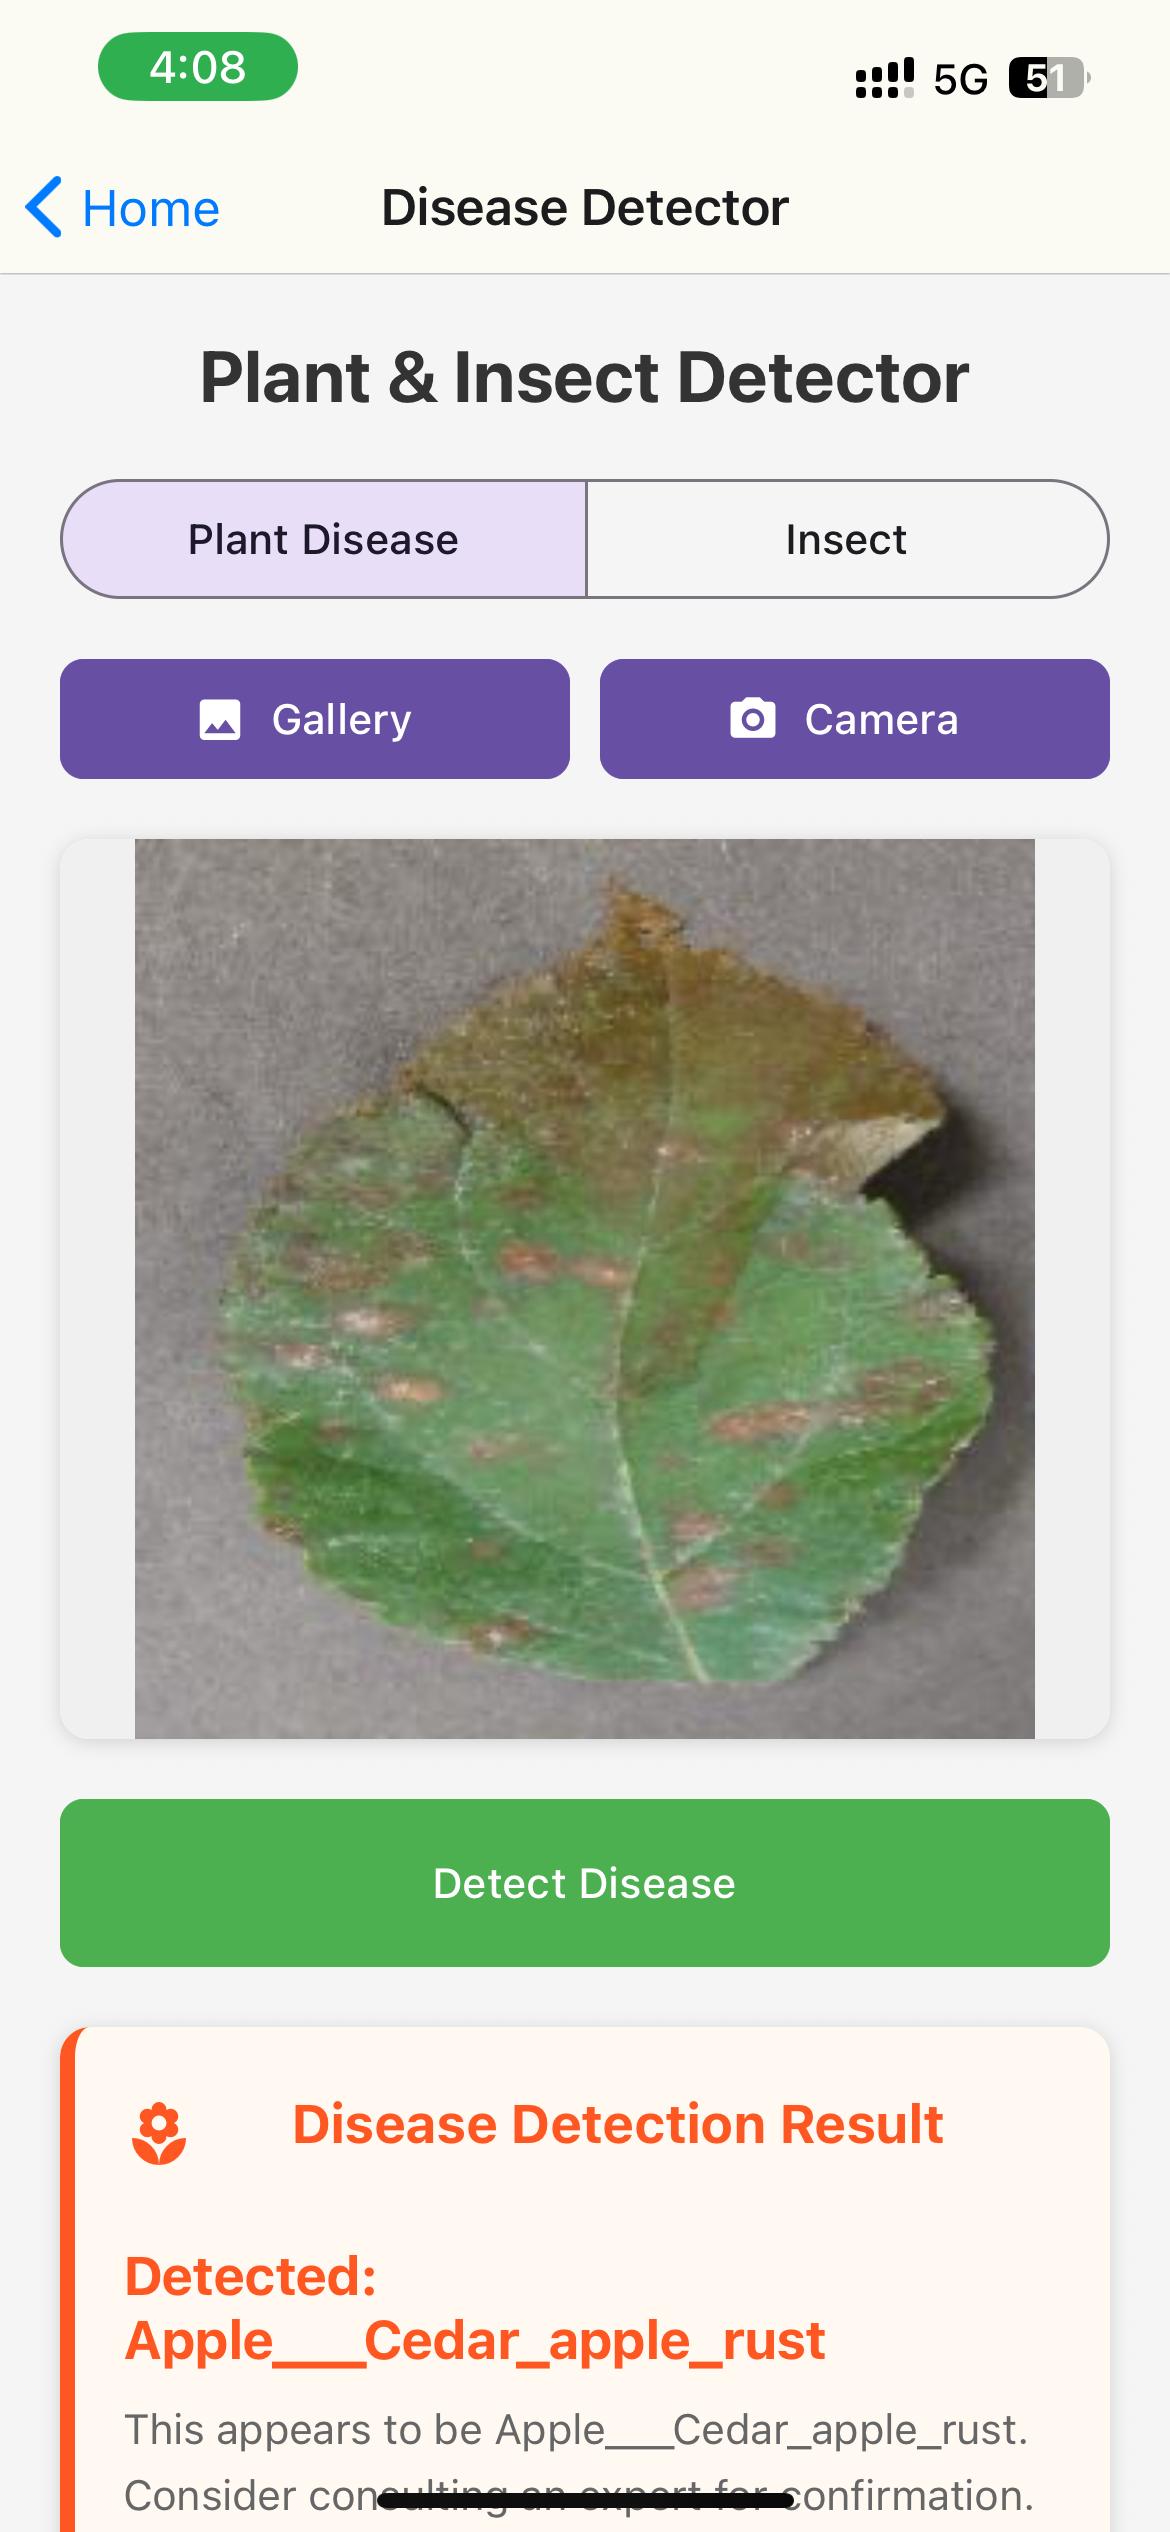 4:08
5G
51
Home
Disease Detector
Plant & Insect Detector
Plant Disease
Insect
Gallery
Camera
Detect Disease
Disease Detection Result
Detected:
Apple___Cedar_apple_rust
This appears to be Apple___Cedar_apple_rust.
Consider consulting an expert for confirmation.